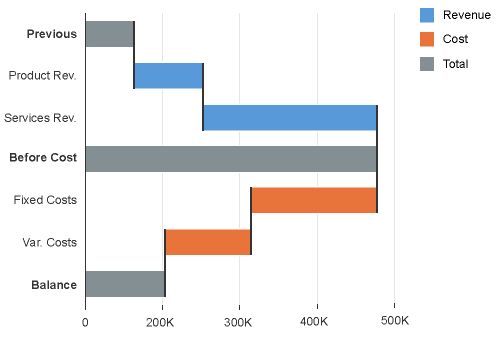 Previous
Product Rev.
Services Rev.
Before Cost
Fixed Costs
Var. Costs
Balance
0 200K 300K 400K 500K
Revenue
Cost
Total